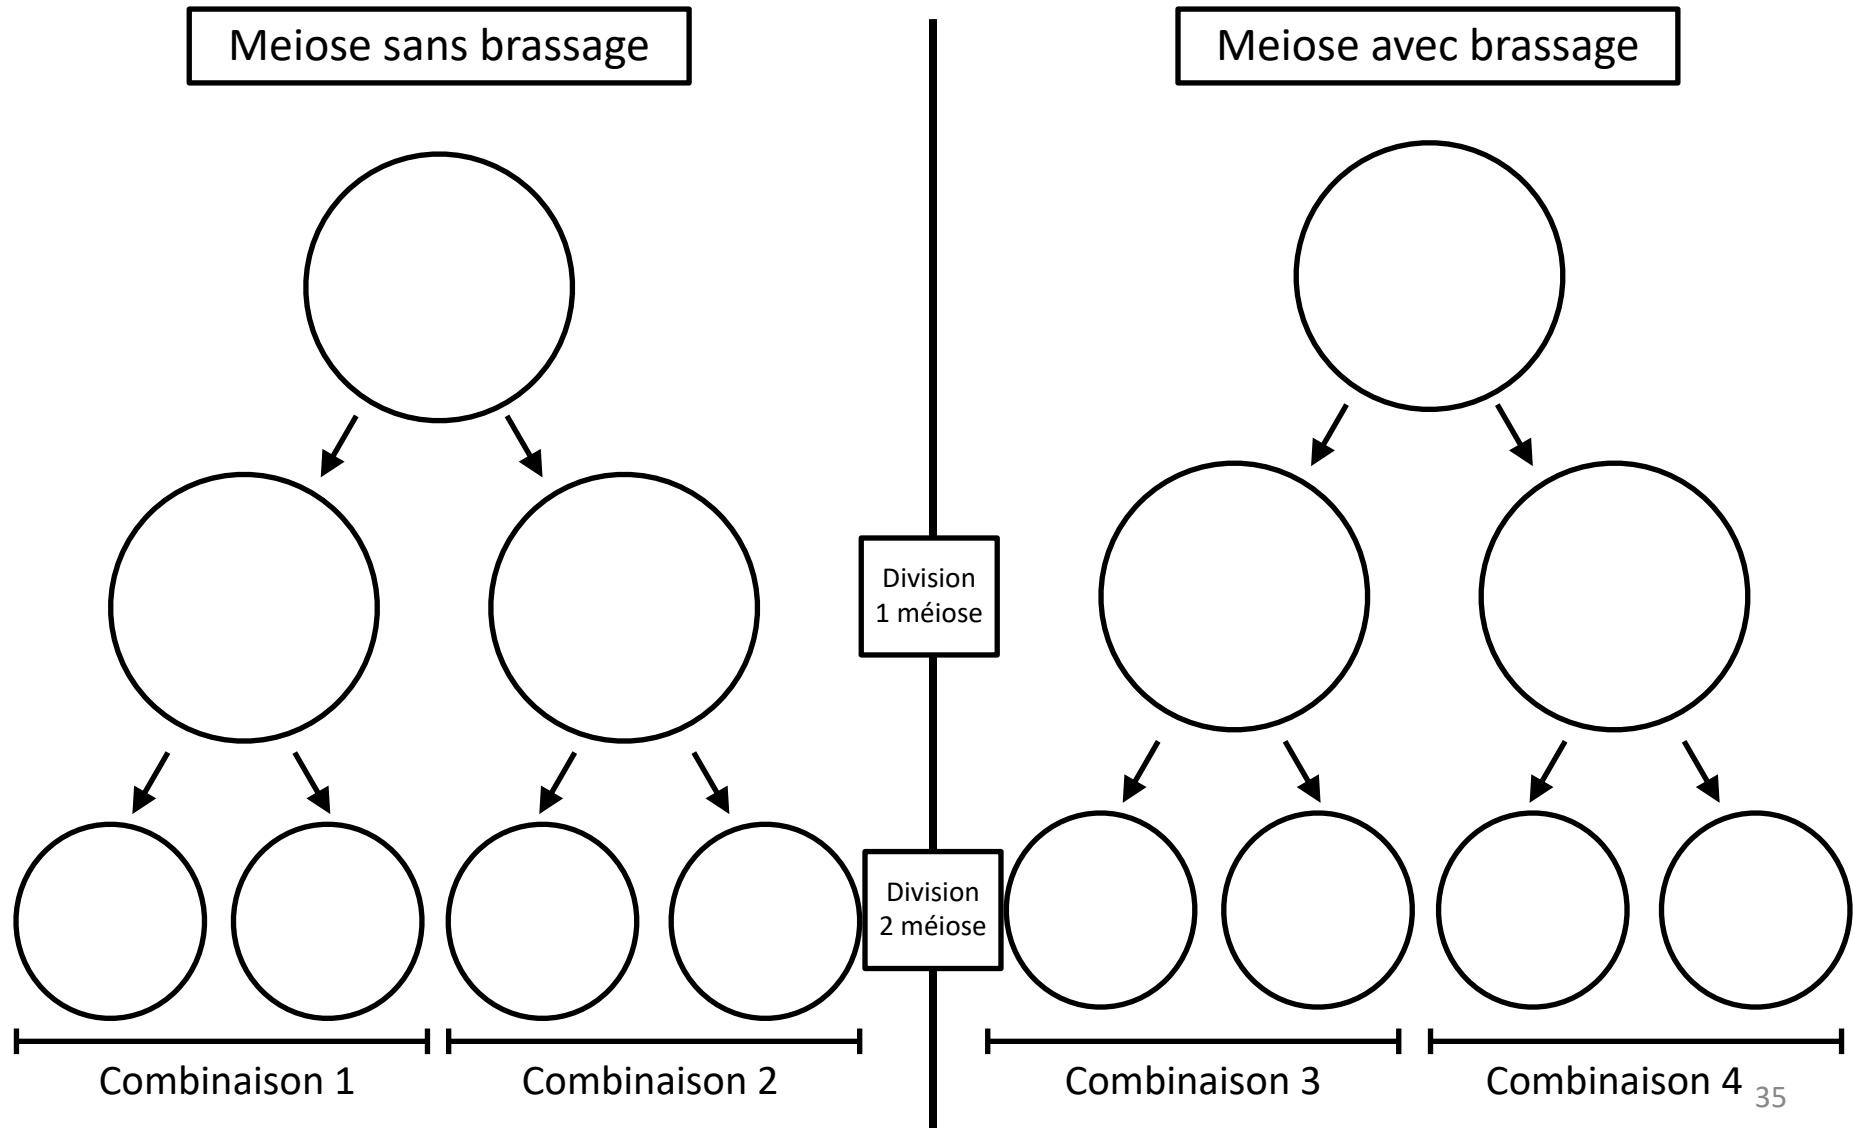 Meiose sans brassage
Meiose avec brassage
Division
1 méiose
Division
2 méiose
Combinaison 1
Combinaison 2
Combinaison 3
Combinaison 4
35